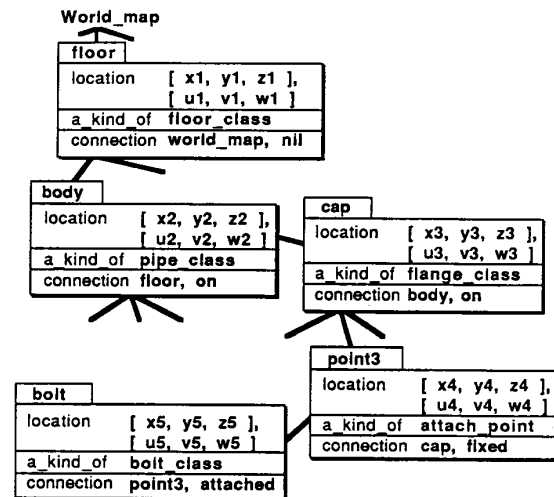 World_map
floor
location [ x1, y1, z1 ],
[ u1, v1, w1 ]
a_kind_of floor_class
connection world_map, nil
body
location [ x2, y2, z2 ],
[ u2, v2, w2 ]
a_kind_of pipe_class
connection floor, on
cap
location [ x3, y3, z3 ],
[ u3, v3, w3 ]
a_kind_of flange_class
connection body, on
point3
location [ x4, y4, z4 ],
[ u4, v4, w4 ]
a_kind_of attach_point
connection cap, fixed
bolt
location [ x5, y5, z5 ],
[ u5, v5, w5 ]
a_kind_of bolt_class
connection point3, attached